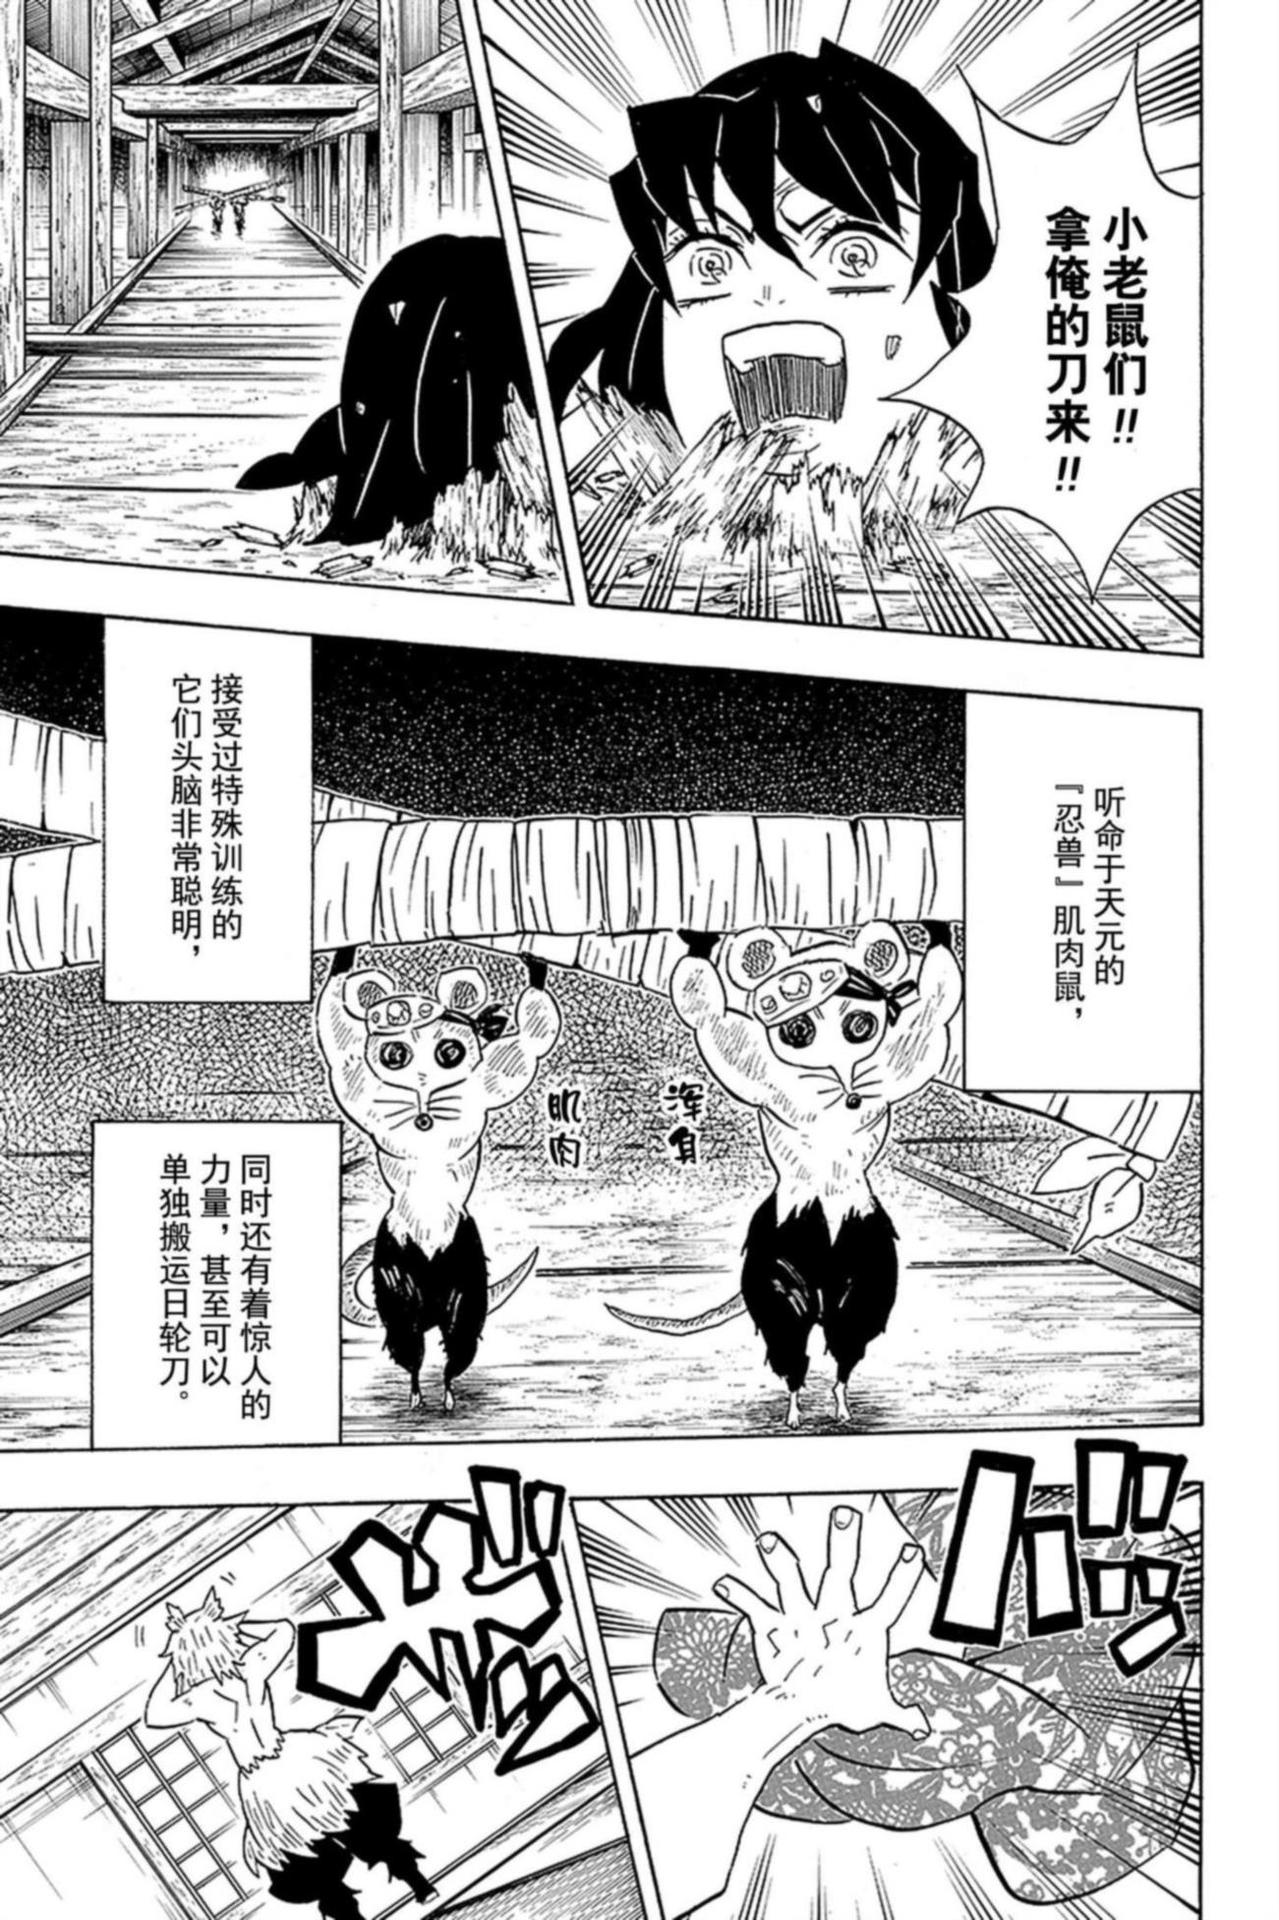 小老鼠们!!
拿俺的刀来!!
听命于天元的
『忍兽』肌肉鼠，
接受过特殊训练的
它们头脑非常聪明，
浑身
肌肉
同时还有着惊人的
力量，甚至可以
单独搬运日轮刀。
バッ